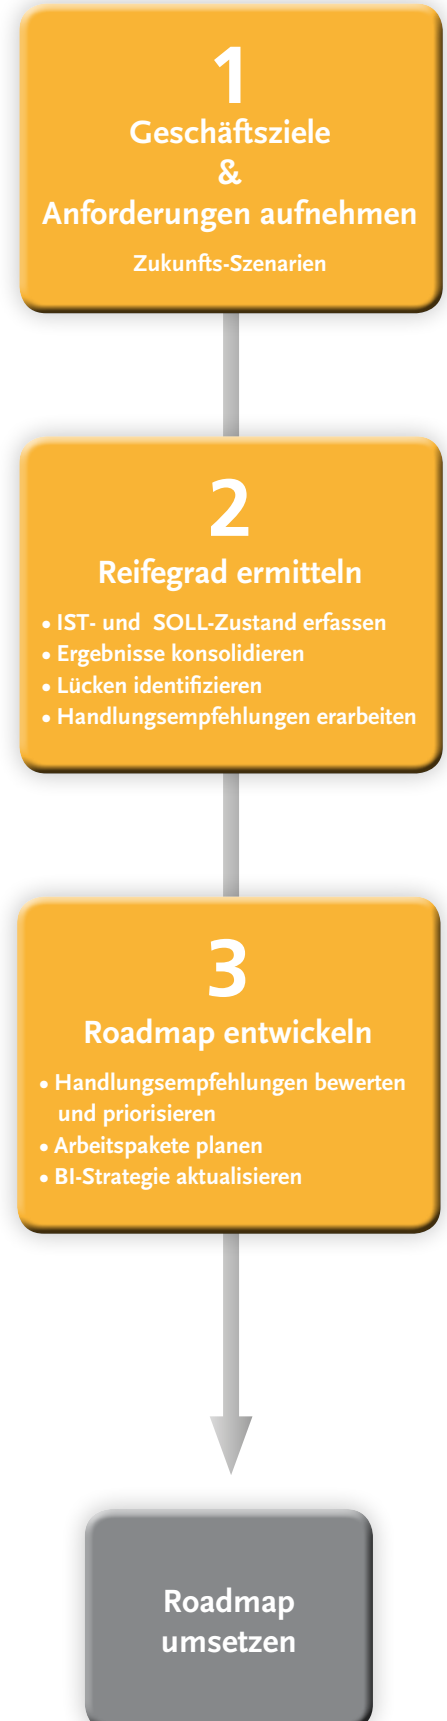 1
Geschäftsziele
&
Anforderungen aufnehmen
Zukunfts-Szenarien
2
Reifegrad ermitteln
• IST- und SOLL-Zustand erfassen
• Ergebnisse konsolidieren
• Lücken identifizieren
• Handlungsempfehlungen erarbeiten
3
Roadmap entwickeln
• Handlungsempfehlungen bewerten
und priorisieren
• Arbeitspakete planen
• BI-Strategie aktualisieren
Roadmap
umsetzen